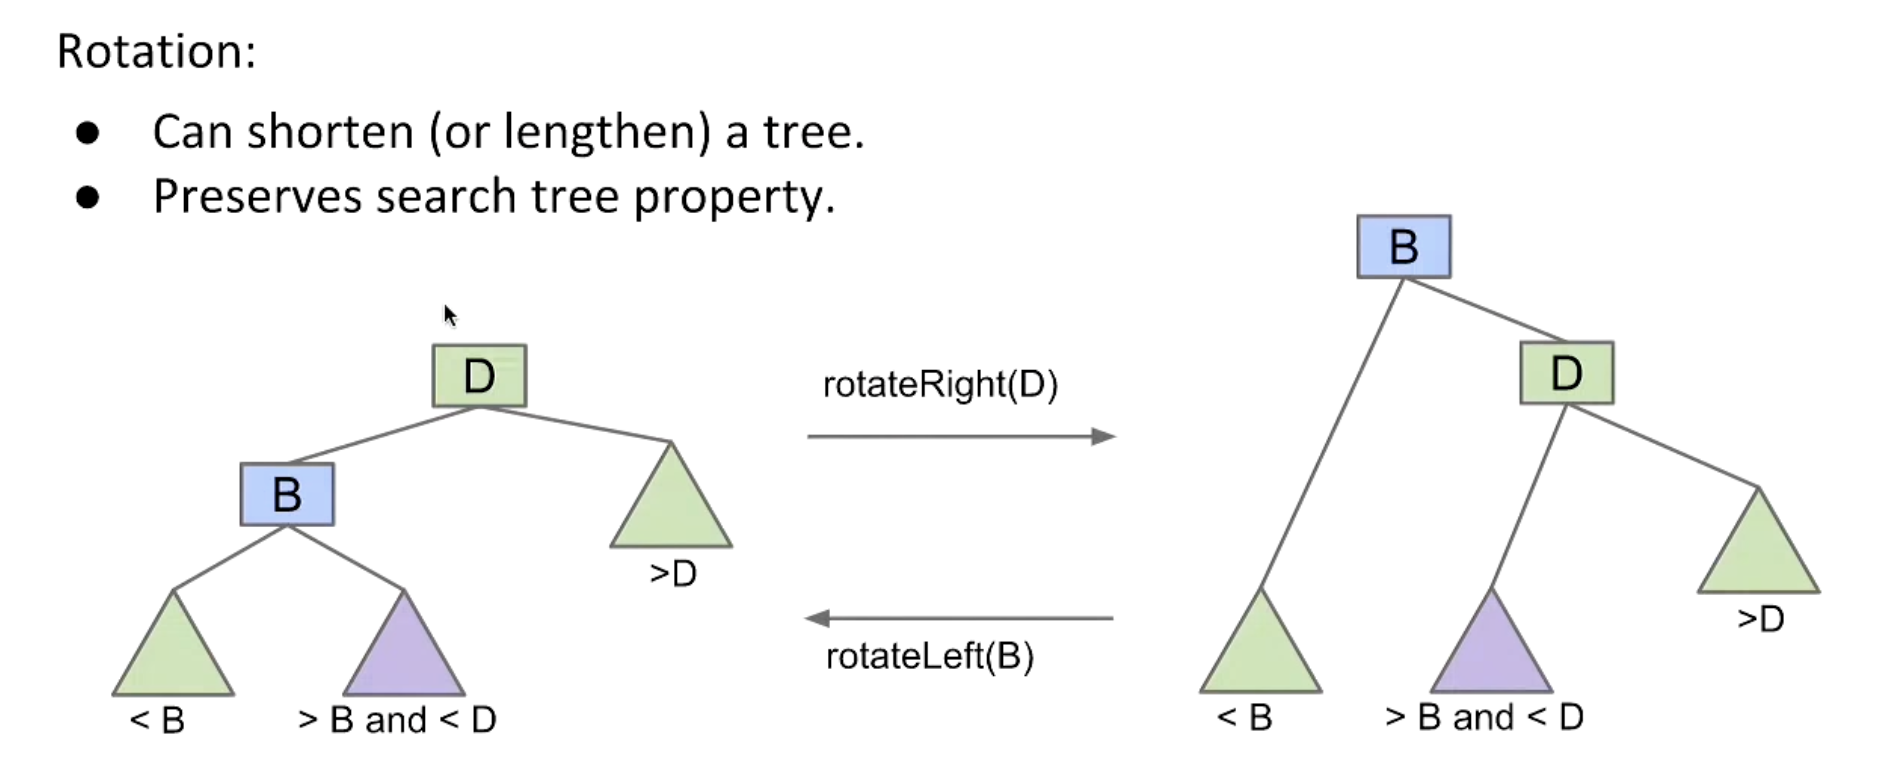 Rotation:
● Can shorten (or lengthen) a tree.
● Preserves search tree property.
D
B
>D
< B
> B and < D
rotateRight(D)
rotateLeft(B)
B
D
>D
< B
> B and < D